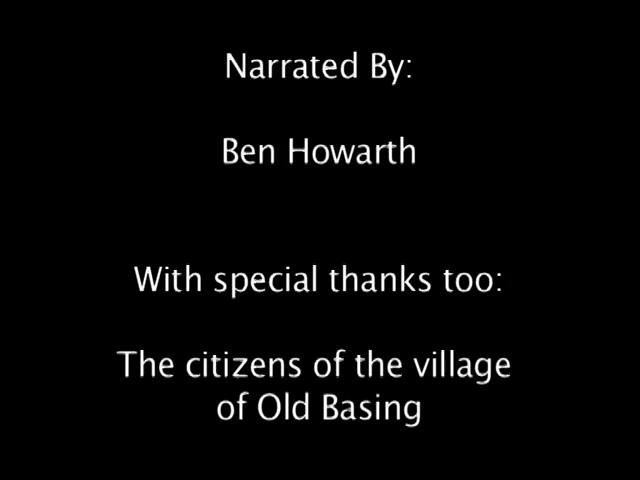 Narrated By:
Ben Howarth
With special thanks too:
The citizens of the village
of Old Basing